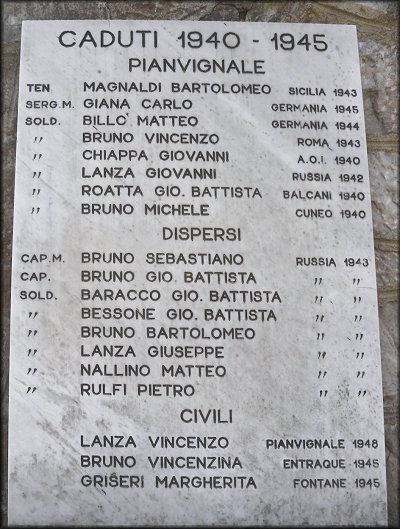 CADUTI 1940 - 1945
PIANVIGNALE
TEN. MAGNALDI BARTOLOMEO SICILIA 1943
SERG.M. GIANA CARLO GERMANIA 1945
SOLD. BILLO' MATTEO GERMANIA 1944
" BRUNO VINCENZO ROMA 1943
" CHIAPPA GIOVANNI A.O.I. 1940
" LANZA GIOVANNI RUSSIA 1942
" ROATTA GIO. BATTISTA BALCANI 1940
" BRUNO MICHELE CUNEO 1940
DISPERSI
CAP.M. BRUNO SEBASTIANO RUSSIA 1943
CAP. BRUNO GIO. BATTISTA " "
SOLD. BARACCO GIO. BATTISTA " "
" BESSONE GIO. BATTISTA " "
" BRUNO BARTOLOMEO " "
" LANZA GIUSEPPE " "
" NALLINO MATTEO " "
" RULFI PIETRO " "
CIVILI
LANZA VINCENZO PIANVIGNALE 1948
BRUNO VINCENZINA ENTRAQUE 1945
GRISERI MARGHERITA FONTANE 1945